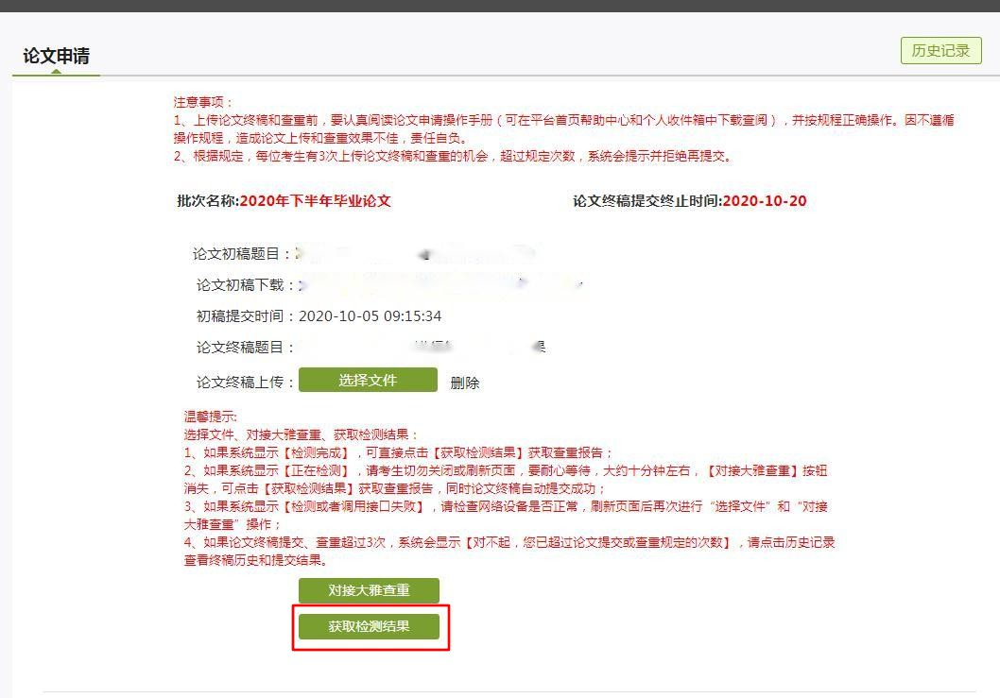 论文申请
历史记录
注意事项：
1、上传论文终稿和查重前，要认真阅读论文申请操作手册（可在平台首页帮助中心和个人收件箱中下载查阅），并按规程正确操作。因不遵循
操作规程，造成论文上传和查重效果不佳，责任自负。
2、根据规定，每位考生有3次上传论文终稿和查重的机会，超过规定次数，系统会提示并拒绝再提交。
批次名称:2020年下半年毕业论文
论文终稿提交终止时间:2020-10-20
论文初稿题目：
论文初稿下载：
初稿提交时间：2020-10-05 09:15:34
论文终稿题目：
论文终稿上传：选择文件 删除
温馨提示:
选择文件、对接大雅查重、获取检测结果：
1、如果系统显示【检测完成】，可直接点击【获取检测结果】获取查重报告；
2、如果系统显示【正在检测】，请考生切勿关闭或刷新页面，要耐心等待，大约十分钟左右，【对接大雅查重】按钮
消失，可点击【获取检测结果】获取查重报告，同时论文终稿自动提交成功；
3、如果系统显示【检测或者调用接口失败】，请检查网络设备是否正常，刷新页面后再次进行“选择文件”和“对接
大雅查重”操作；
4、如果论文终稿提交、查重超过3次，系统会显示【对不起，您已超过论文提交或查重规定的次数】，请点击历史记录
查看终稿历史和提交结果。
对接大雅查重
获取检测结果